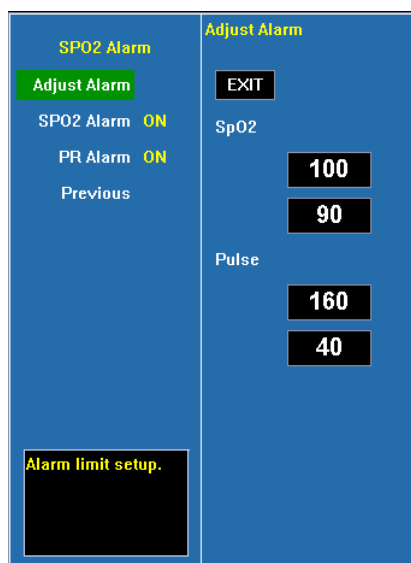 SPO2 Alarm
Adjust Alarm
SPO2 Alarm ON
PR Alarm ON
Previous
Alarm limit setup.
Adjust Alarm
EXIT
SpO2
100
90
Pulse
160
40